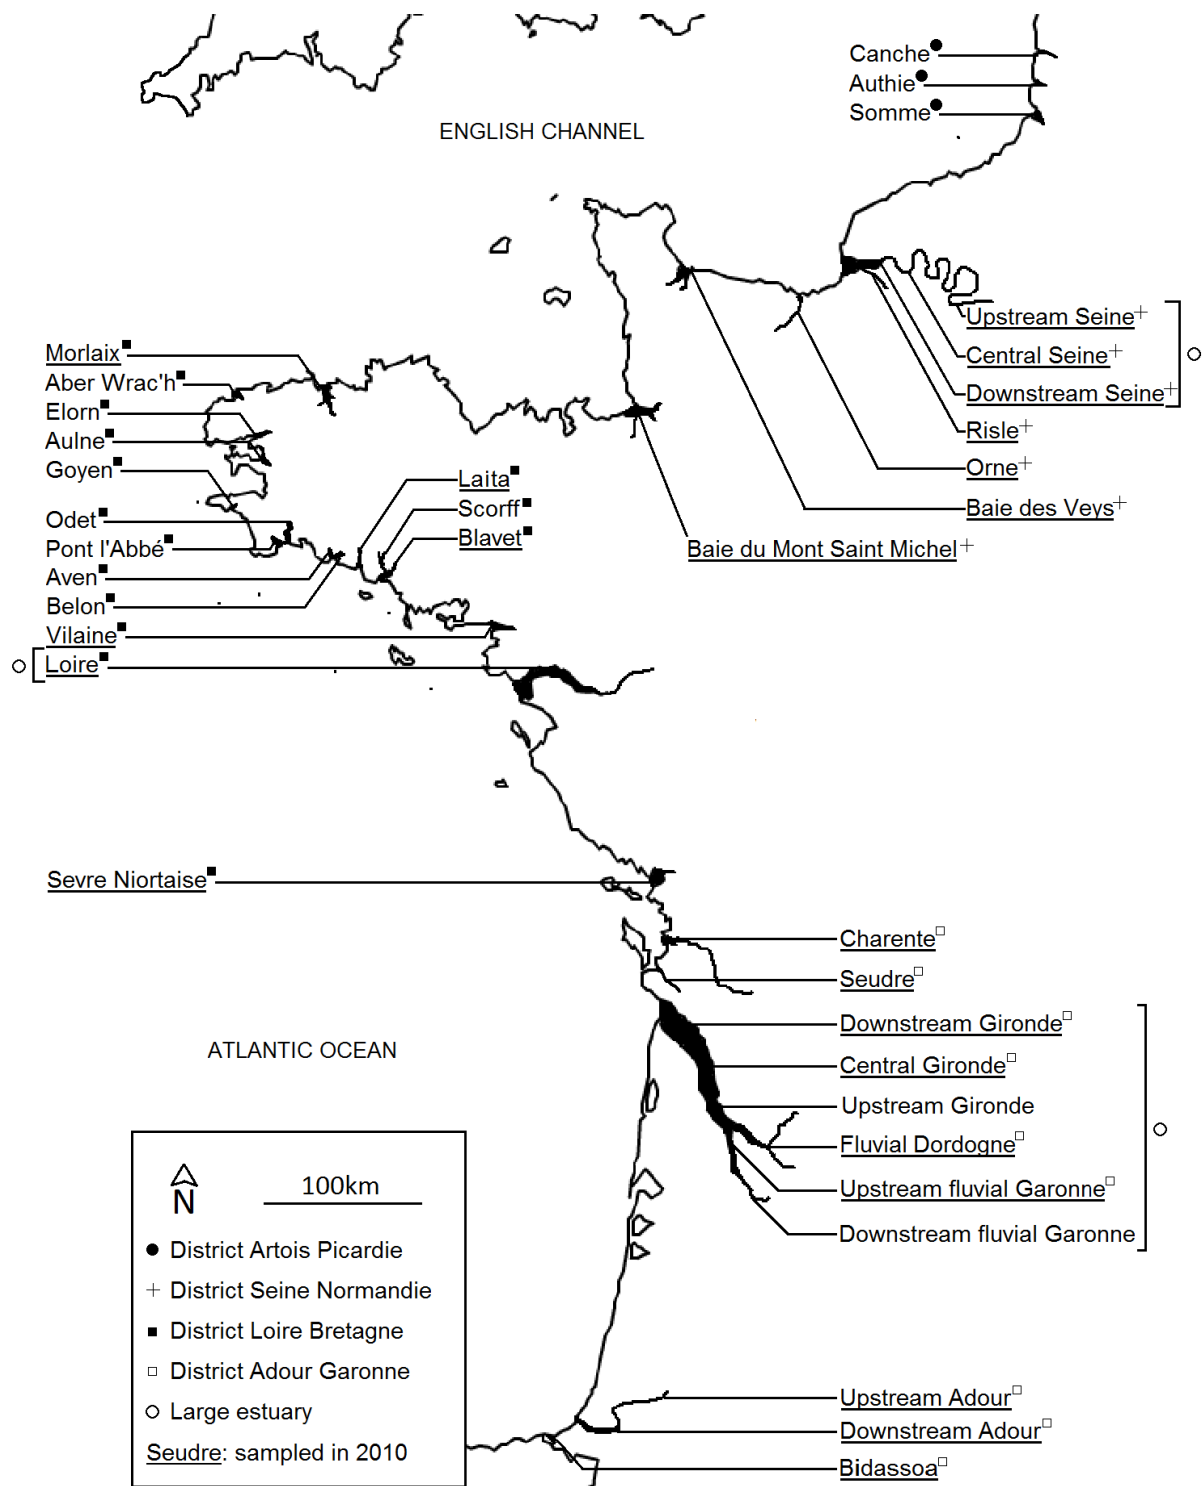 Canche
Authie
Somme
ENGLISH CHANNEL
Upstream Seine
Central Seine
Downstream Seine
Risle
Orne
Baie des Veys
Baie du Mont Saint Michel
Morlaix
Aber Wrac'h
Elorn
Aulne
Goyen
Odet
Pont l'Abbé
Aven
Belon
Vilaine
Loire
Laita
Scorff
Blavet
Sevre Niortaise
Charente
Seudre
Downstream Gironde
Central Gironde
Upstream Gironde
Fluvial Dordogne
Upstream fluvial Garonne
Downstream fluvial Garonne
ATLANTIC OCEAN
N
100km
District Artois Picardie
District Seine Normandie
District Loire Bretagne
District Adour Garonne
Large estuary
Seudre: sampled in 2010
Upstream Adour
Downstream Adour
Bidassoa